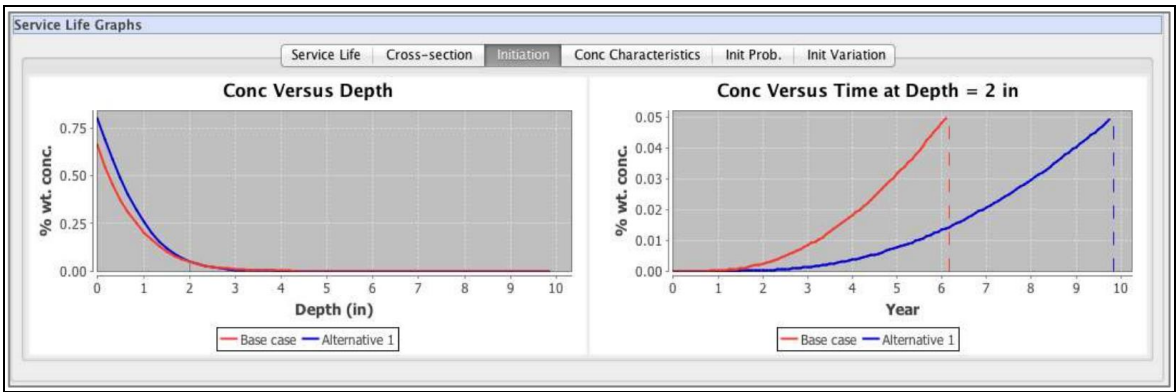 Service Life Graphs
Service Life Cross-section Initiation Conc Characteristics Init Prob. Init Variation
Conc Versus Depth
% wt. conc.
0.75
0.50
0.25
0.00
0 1 2 3 4 5 6 7 8 9 10
Depth (in)
Base case Alternative 1
Conc Versus Time at Depth = 2 in
% wt. conc.
0.05
0.04
0.03
0.02
0.01
0.00
0 1 2 3 4 5 6 7 8 9 10
Year
Base case Alternative 1